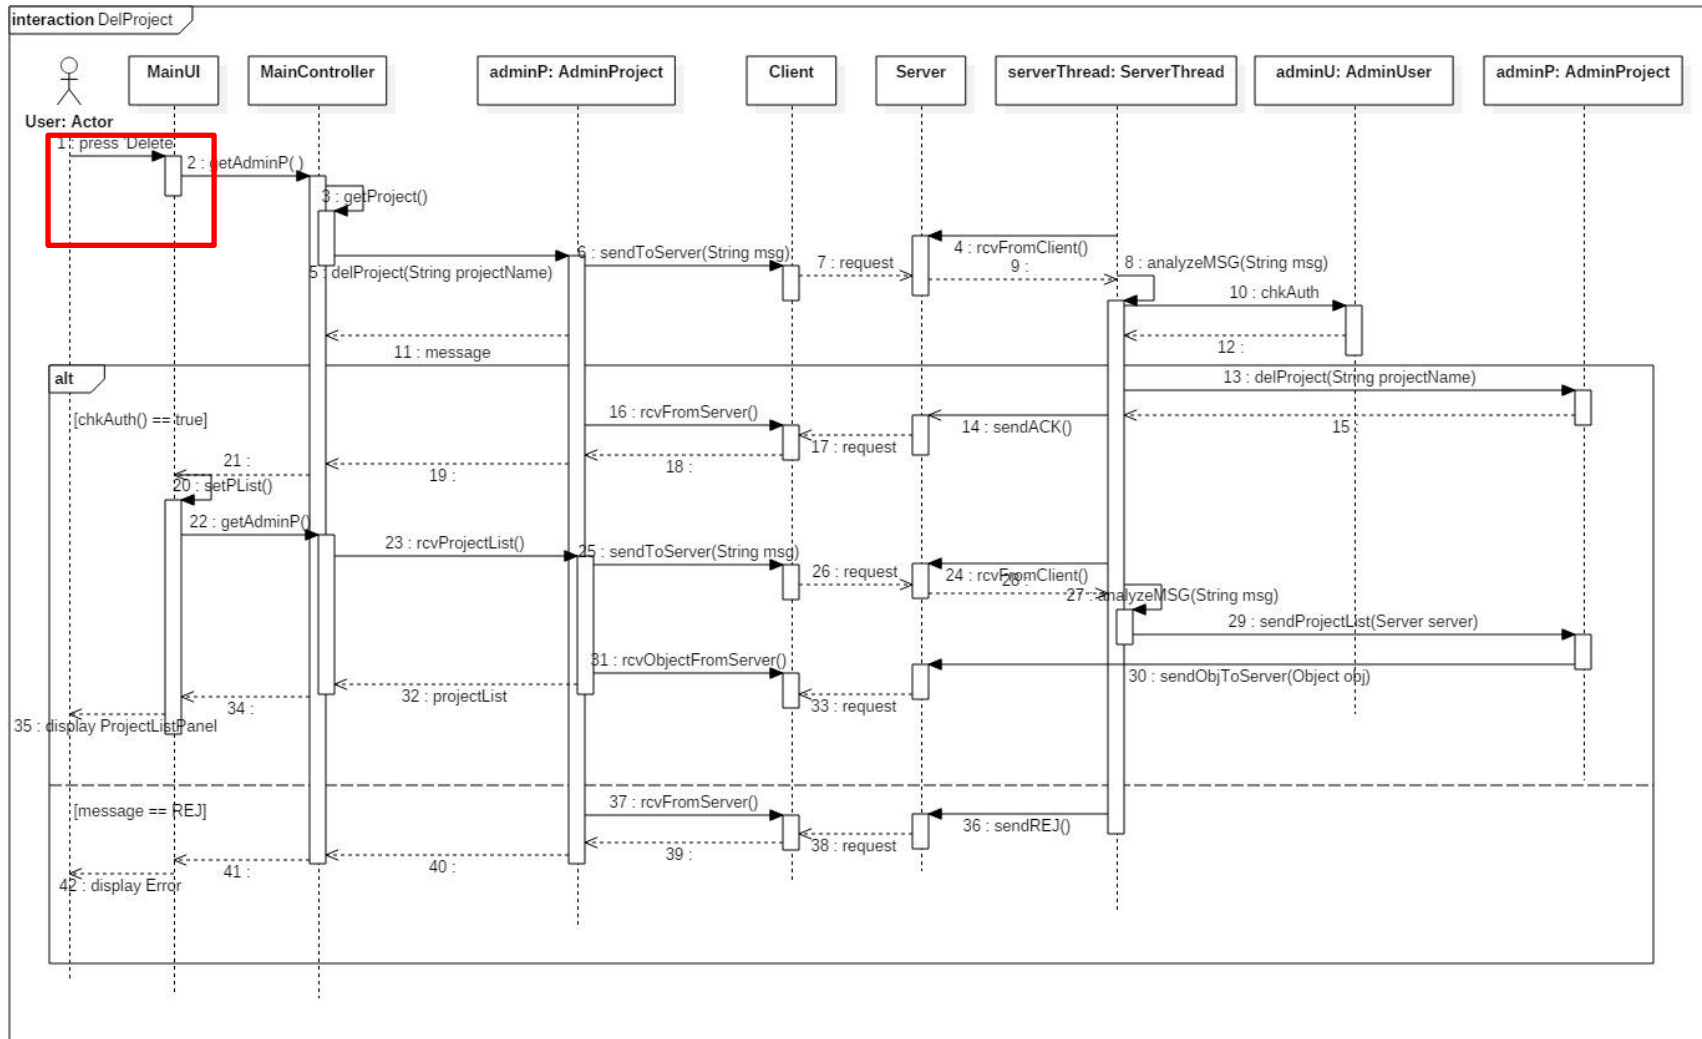 interaction DelProject
MainUI
MainController
adminP: AdminProject
Client
Server
serverThread: ServerThread
adminU: AdminUser
adminP: AdminProject
User: Actor
1 : press 'Delete'
2 : getAdminP( )
3 : getProject()
4 : rcvFromClient()
5 : delProject(String projectName)
6 : sendToServer(String msg)
7 : request
8 : analyzeMSG(String msg)
9 :
10 : chkAuth
11 : message
12 :
alt
13 : delProject(String projectName)
[chkAuth() == true]
16 : rcvFromServer()
14 : sendACK()
15 :
17 : request
18 :
19 :
21 :
20 : setPList()
22 : getAdminP()
23 : rcvProjectList()
25 : sendToServer(String msg)
26 : request
24 : rcvFromClient()
28 :
27 : analyzeMSG(String msg)
29 : sendProjectList(Server server)
31 : rcvObjectFromServer()
30 : sendObjToServer(Object obj)
32 : projectList
33 : request
34 :
35 : display ProjectListPanel
[message == REJ]
37 : rcvFromServer()
36 : sendREJ()
38 : request
39 :
40 :
41 :
42 : display Error